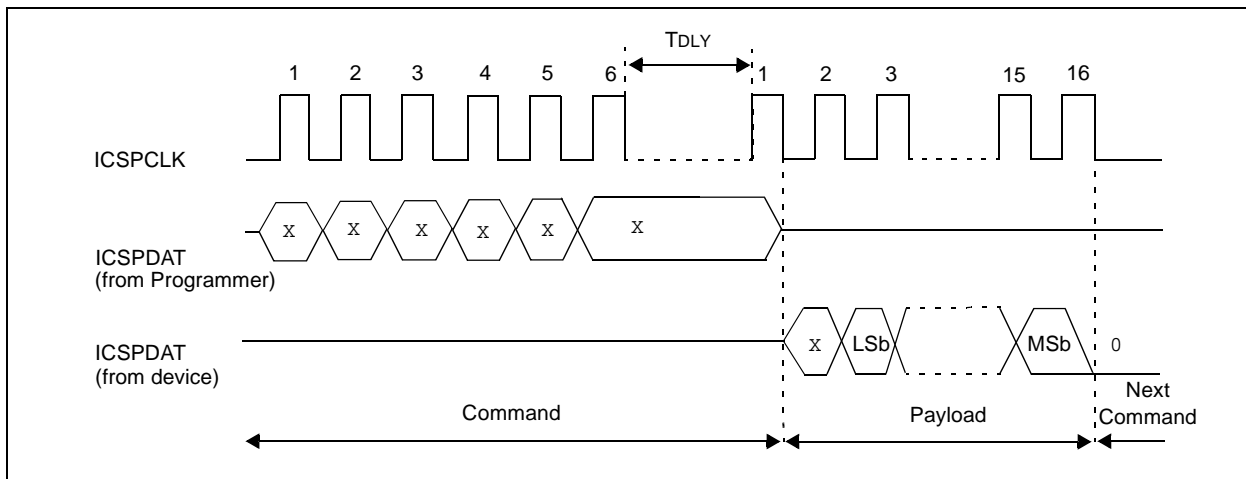 TDLY
1 2 3 4 5 6 1 2 3 15 16
ICSPCLK
X X X X X X
ICSPDAT
(from Programmer)
X LSb MSb 0
ICSPDAT
(from device)
Next
Command Payload Command